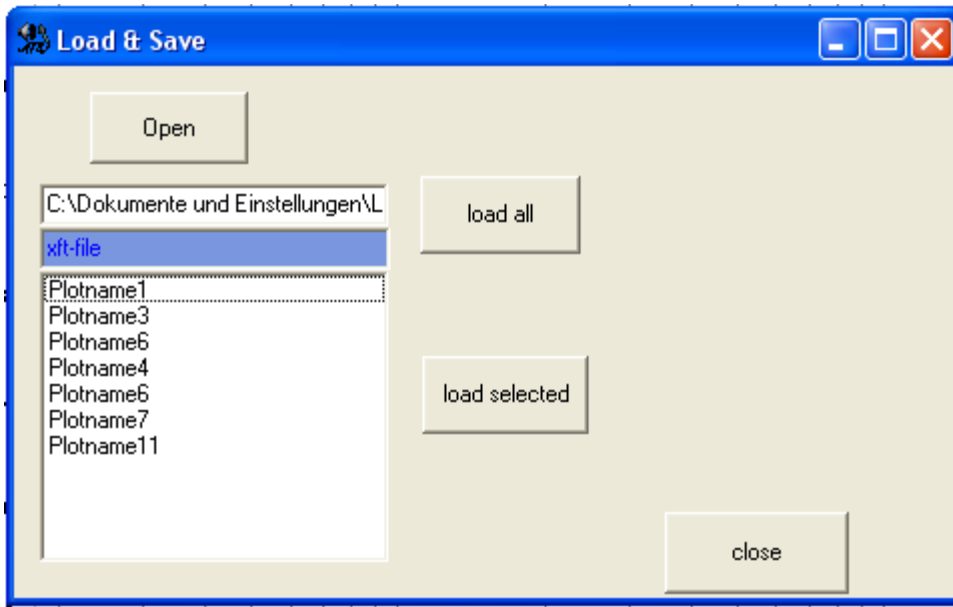 Load & Save
Open
C:\Dokumente und Einstellungen\L
xft-file
Plotname1
Plotname3
Plotname6
Plotname4
Plotname6
Plotname7
Plotname11
load all
load selected
close